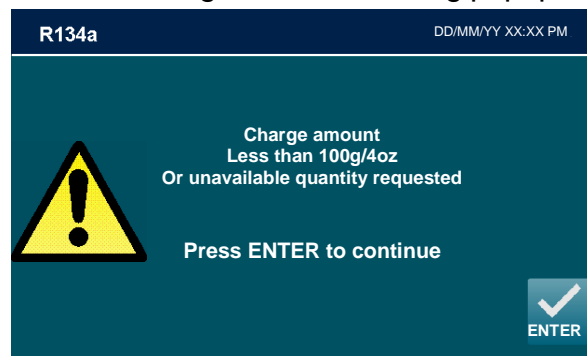 R134a
DD/MM/YY XX:XX PM
Charge amount
Less than 100g/4oz
Or unavailable quantity requested
Press ENTER to continue
ENTER